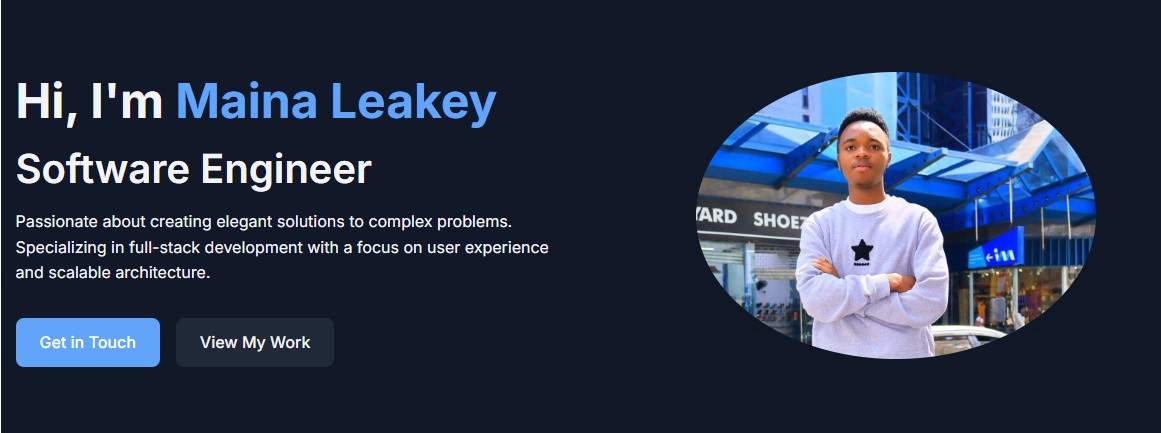 Hi, I'm Maina Leakey
Software Engineer
Passionate about creating elegant solutions to complex problems.
Specializing in full-stack development with a focus on user experience
and scalable architecture.
Get in Touch
View My Work
YARD SHOEZ